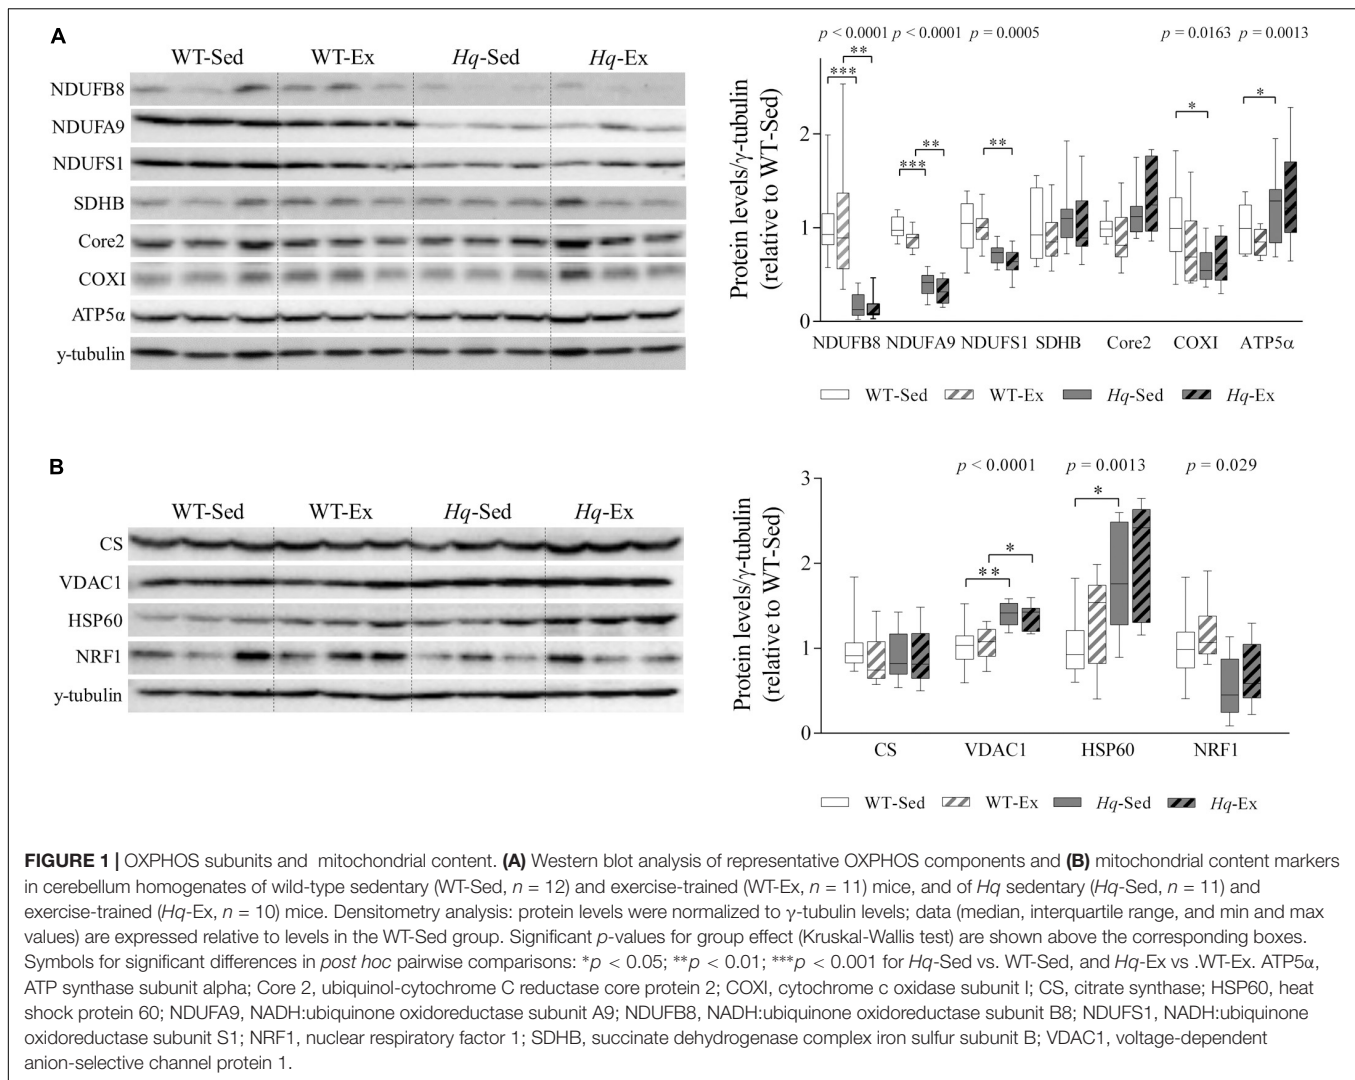 A
WT-Sed WT-Ex Hq-Sed Hq-Ex
NDUFB8
NDUFA9
NDUFS1
SDHB
Core2
COXI
ATP5α
y-tubulin
p < 0.0001 p < 0.0001 p = 0.0005 p = 0.0163 p = 0.0013
** *** ** *** ** * *
Protein levels/γ-tubulin
(relative to WT-Sed)
2
1
0
NDUFB8 NDUFA9 NDUFS1 SDHB Core2 COXI ATP5α
WT-Sed WT-Ex Hq-Sed Hq-Ex
B
WT-Sed WT-Ex Hq-Sed Hq-Ex
CS
VDAC1
HSP60
NRF1
y-tubulin
p < 0.0001 p = 0.0013 p = 0.029
* * **
Protein levels/γ-tubulin
(relative to WT-Sed)
3
2
1
0
CS VDAC1 HSP60 NRF1
WT-Sed WT-Ex Hq-Sed Hq-Ex
FIGURE 1 | OXPHOS subunits and mitochondrial content. (A) Western blot analysis of representative OXPHOS components and (B) mitochondrial content markers
in cerebellum homogenates of wild-type sedentary (WT-Sed, n = 12) and exercise-trained (WT-Ex, n = 11) mice, and of Hq sedentary (Hq-Sed, n = 11) and
exercise-trained (Hq-Ex, n = 10) mice. Densitometry analysis: protein levels were normalized to γ-tubulin levels; data (median, interquartile range, and min and max
values) are expressed relative to levels in the WT-Sed group. Significant p-values for group effect (Kruskal-Wallis test) are shown above the corresponding boxes.
Symbols for significant differences in post hoc pairwise comparisons: *p < 0.05; **p < 0.01; ***p < 0.001 for Hq-Sed vs. WT-Sed, and Hq-Ex vs .WT-Ex. ATP5α,
ATP synthase subunit alpha; Core 2, ubiquinol-cytochrome C reductase core protein 2; COXI, cytochrome c oxidase subunit I; CS, citrate synthase; HSP60, heat
shock protein 60; NDUFA9, NADH:ubiquinone oxidoreductase subunit A9; NDUFB8, NADH:ubiquinone oxidoreductase subunit B8; NDUFS1, NADH:ubiquinone
oxidoreductase subunit S1; NRF1, nuclear respiratory factor 1; SDHB, succinate dehydrogenase complex iron sulfur subunit B; VDAC1, voltage-dependent
anion-selective channel protein 1.